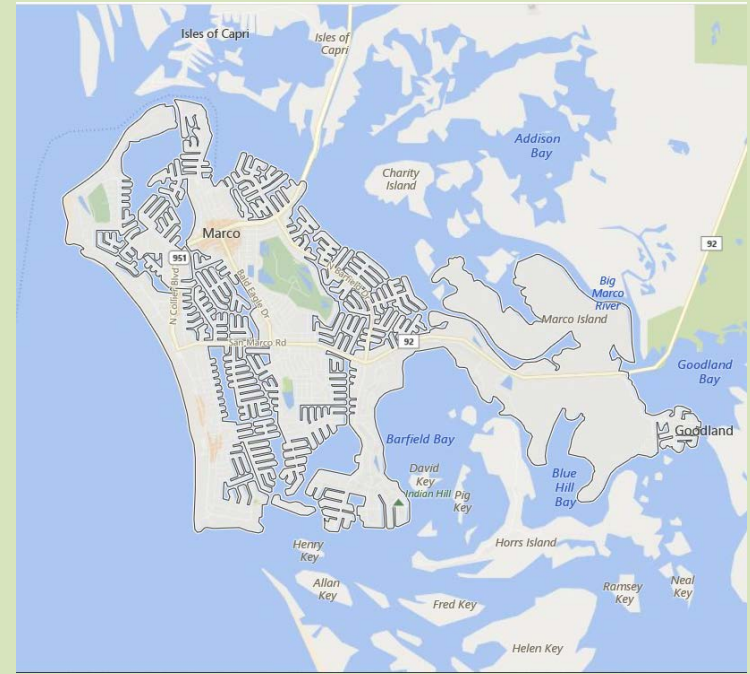 Isles of Capri
Isles of
Capri
Addison
Bay
Charity
Island
Marco
92
951
N Collier Blvd
Bald Eagle Dr
N Barfield Dr
Big
Marco
River
Marco Island
San Marco Rd
92
Goodland
Bay
Goodland
Barfield Bay
David
Key
Indian Hill
Pig
Key
Blue
Hill
Bay
Horrs Island
Henry
Key
Allan
Key
Fred Key
Ramsey
Key
Neal
Key
Helen Key